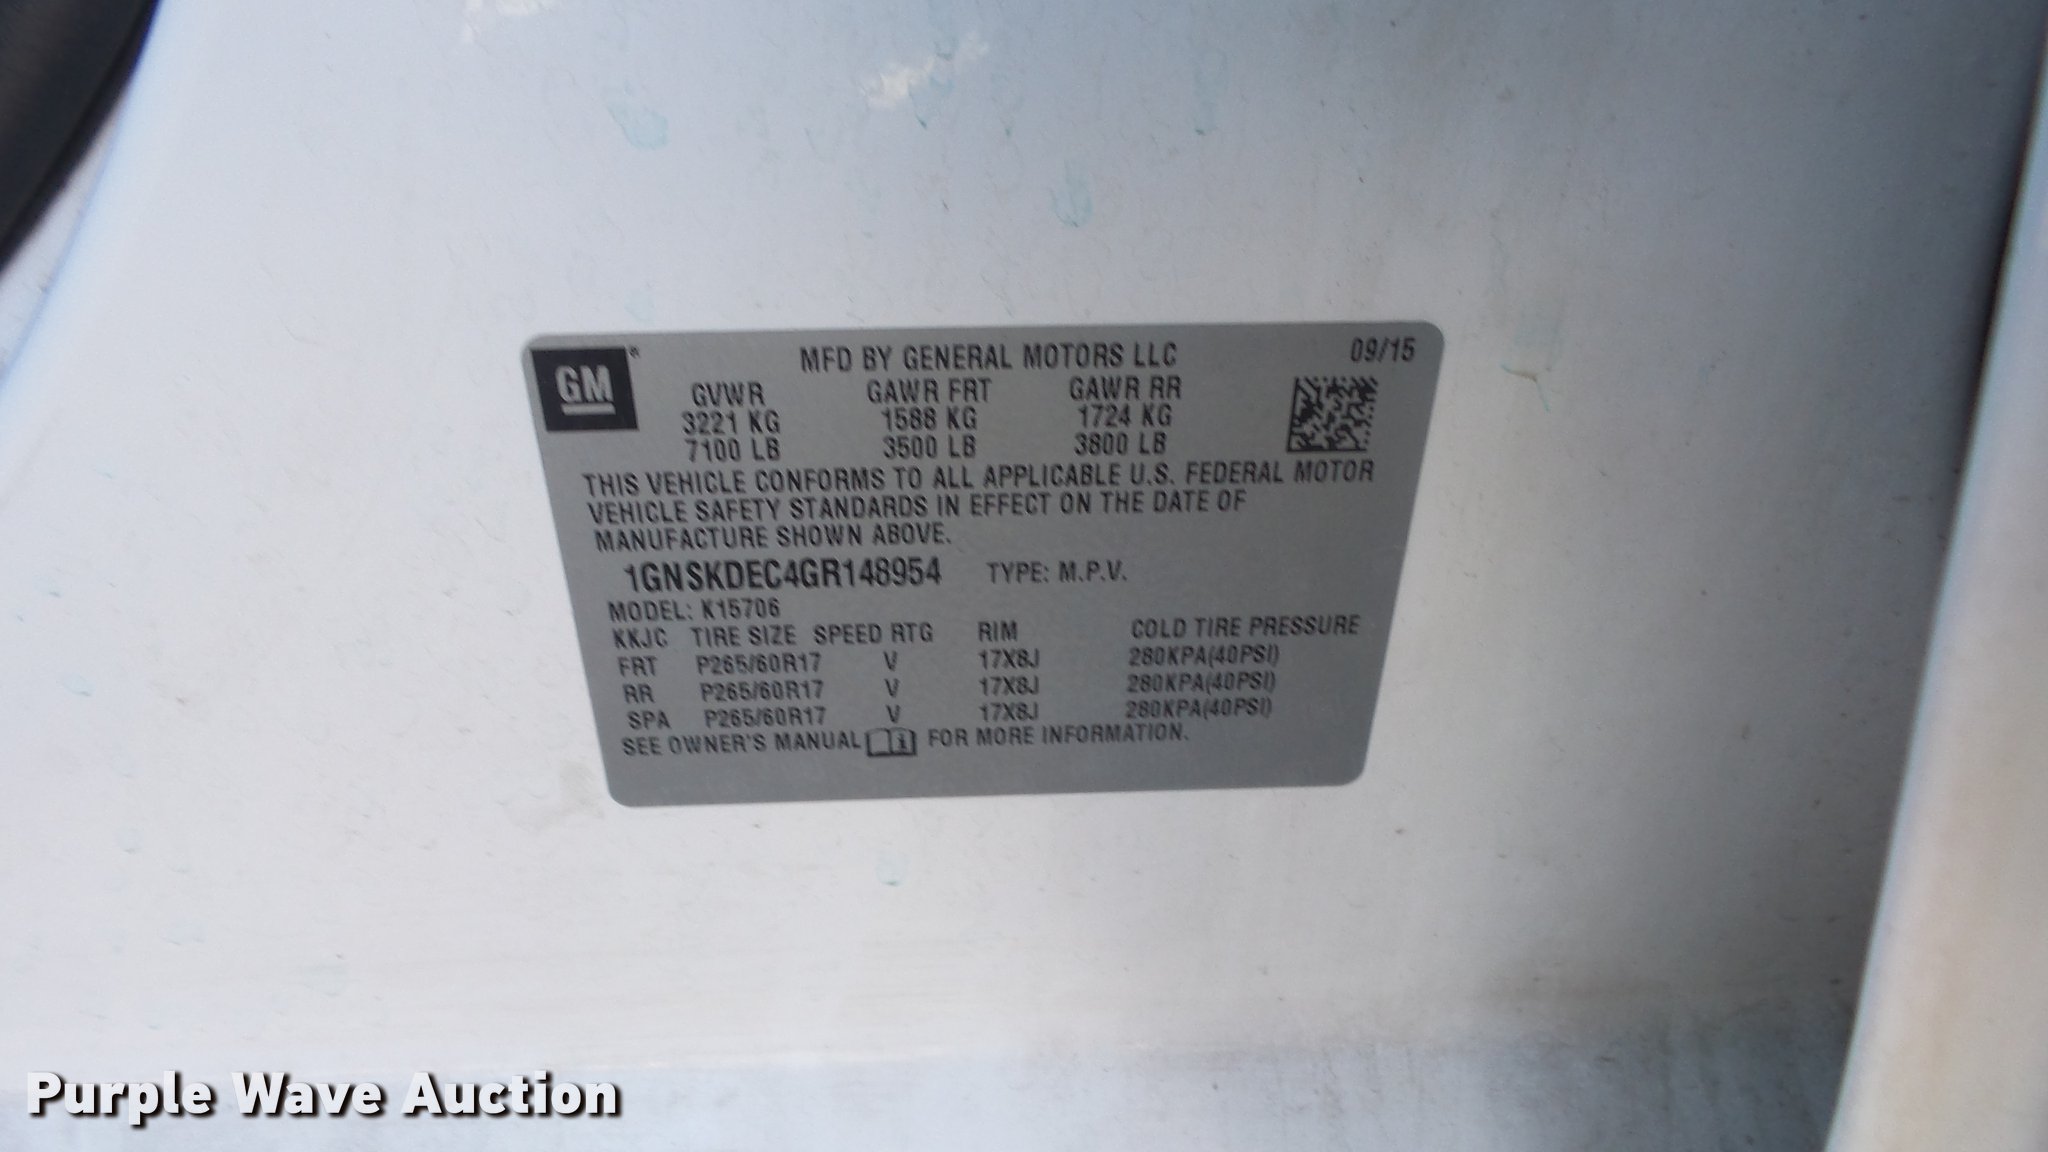 GM
MFD BY GENERAL MOTORS LLC 09/15
GVWR GAWR FRT GAWR RR
3221 KG 1588 KG 1724 KG
7100 LB 3500 LB 3800 LB
THIS VEHICLE CONFORMS TO ALL APPLICABLE U.S. FEDERAL MOTOR
VEHICLE SAFETY STANDARDS IN EFFECT ON THE DATE OF
MANUFACTURE SHOWN ABOVE.
1GNSKDEC4GR148954 TYPE: M.P.V.
MODEL: K15706
KKJC TIRE SIZE SPEED RTG RIM COLD TIRE PRESSURE
FRT P265/60R17 V 17X8J 280KPA(40PSI)
RR P265/60R17 V 17X8J 280KPA(40PSI)
SPA P265/60R17 V 17X8J 280KPA(40PSI)
SEE OWNER'S MANUAL FOR MORE INFORMATION.
Purple Wave Auction